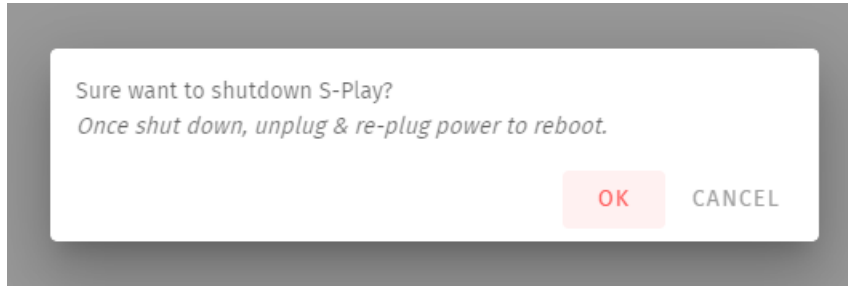 Sure want to shutdown S-Play?
Once shut down, unplug & re-plug power to reboot.
OK CANCEL